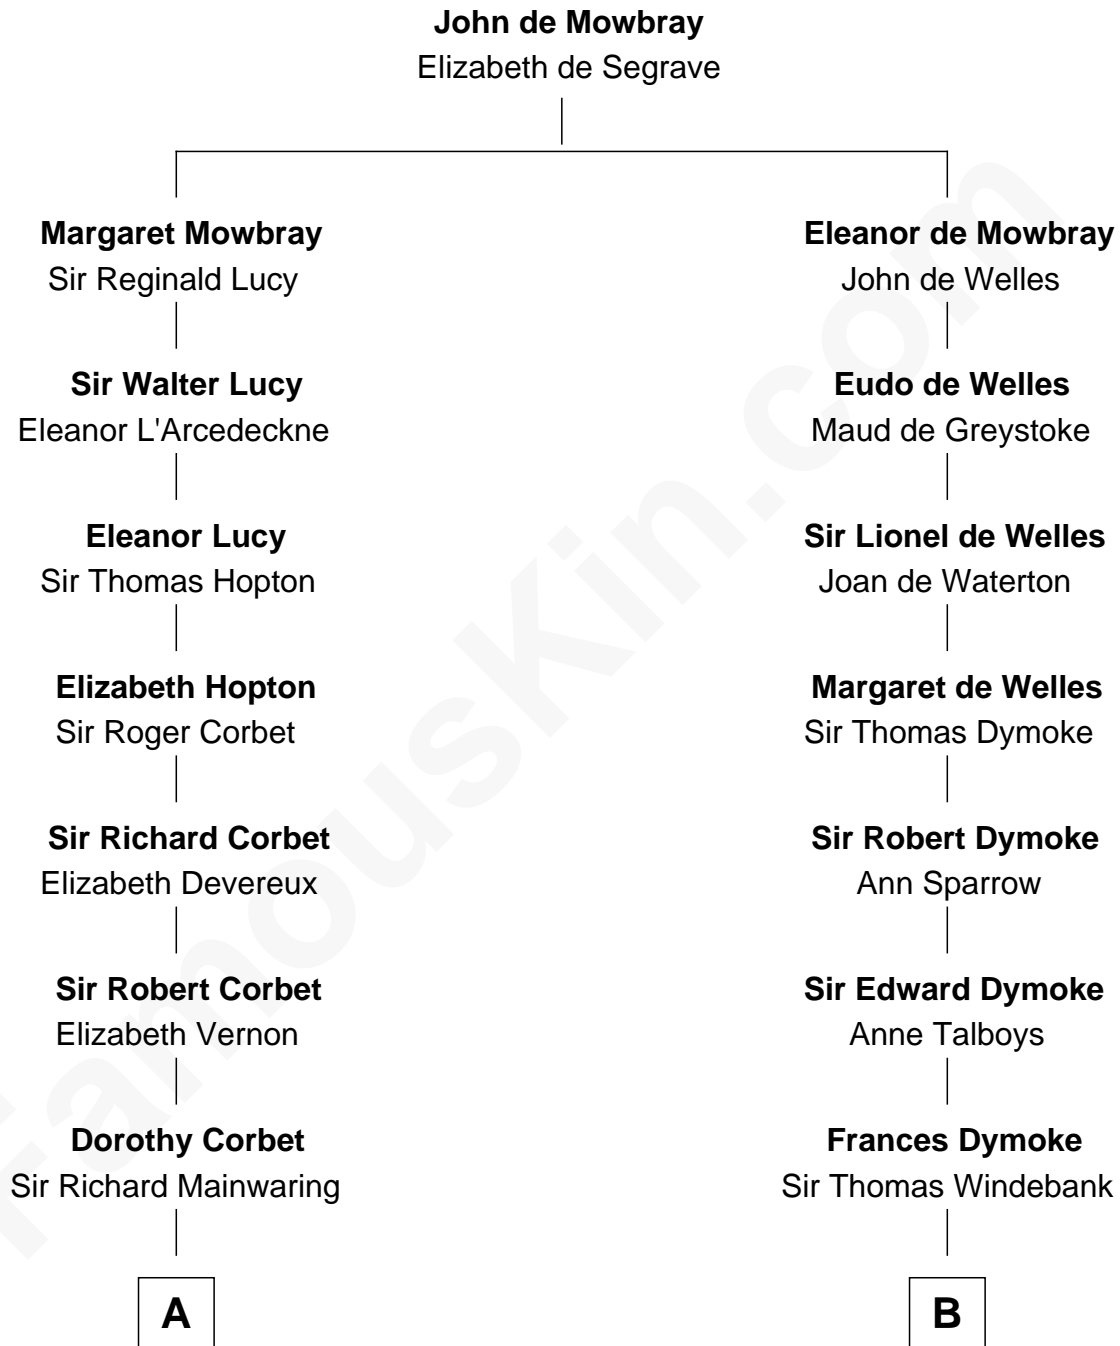 John de Mowbray
Elizabeth de Segrave
Margaret Mowbray
Sir Reginald Lucy
Eleanor de Mowbray
John de Welles
Sir Walter Lucy
Eleanor L'Arcedeckne
Eudo de Welles
Maud de Greystoke
Eleanor Lucy
Sir Thomas Hopton
Sir Lionel de Welles
Joan de Waterton
Elizabeth Hopton
Sir Roger Corbet
Margaret de Welles
Sir Thomas Dymoke
Sir Richard Corbet
Elizabeth Devereux
Sir Robert Dymoke
Ann Sparrow
Sir Robert Corbet
Elizabeth Vernon
Sir Edward Dymoke
Anne Talboys
Dorothy Corbet
Sir Richard Mainwaring
Frances Dymoke
Sir Thomas Windebank
A
B
FamousKin.com